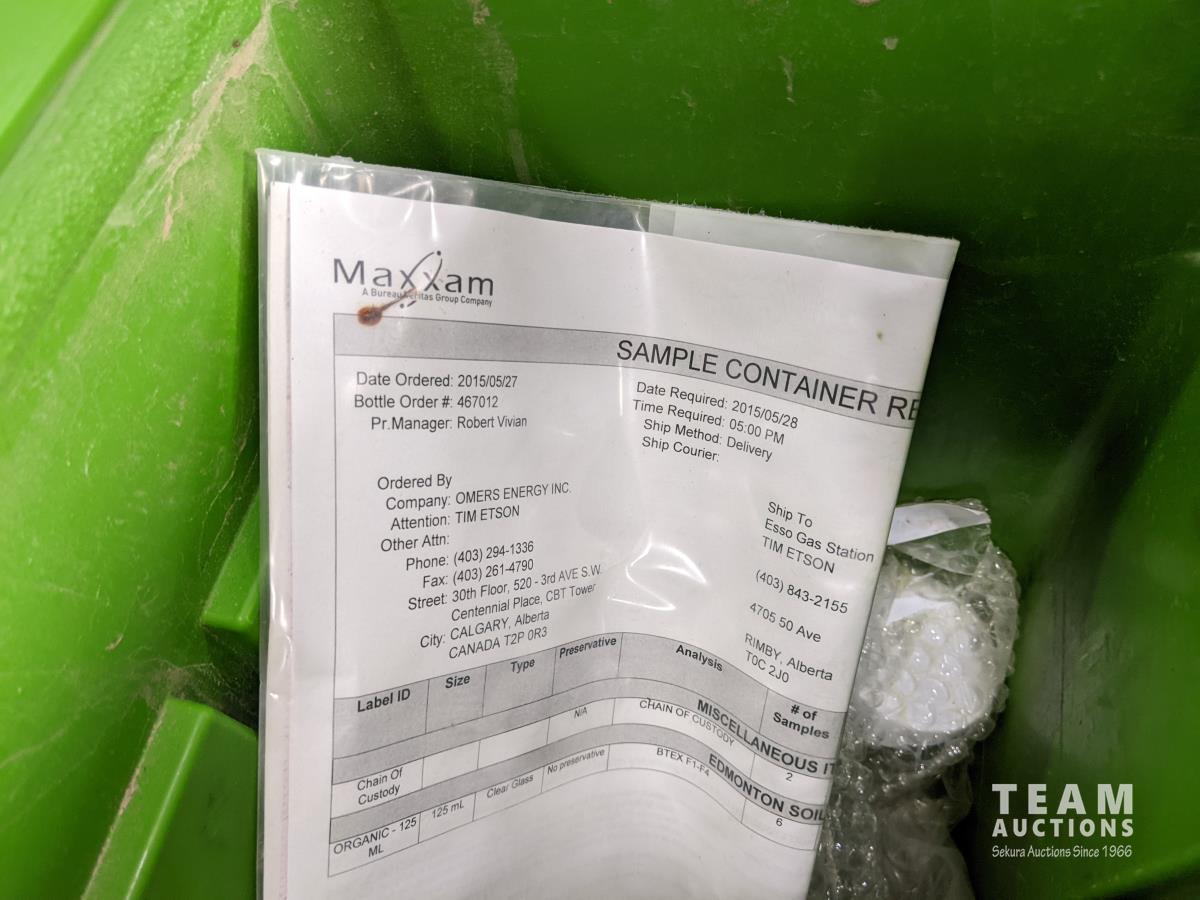 Maxxam
A Bureau Veritas Group Company
SAMPLE CONTAINER RE
Date Ordered: 2015/05/27
Bottle Order #: 467012
Pr.Manager: Robert Vivian
Date Required: 2015/05/28
Time Required: 05:00 PM
Ship Method: Delivery
Ship Courier:
Ordered By
Company: OMERS ENERGY INC.
Attention: TIM ETSON
Other Attn:
Phone: (403) 294-1336
Fax: (403) 261-4790
Street: 30th Floor, 520 - 3rd AVE S.W.
Centennial Place, CBT Tower
City: CALGARY, Alberta
CANADA T2P 0R3
Ship To
Esso Gas Station
TIM ETSON
(403) 843-2155
4705 50 Ave
RIMBY, Alberta
T0C 2J0
Label ID Size Type Preservative Analysis # of Samples
MISCELLANEOUS IT
Chain Of Custody N/A CHAIN OF CUSTODY 2
EDMONTON SOIL
ORGANIC - 125 ML 125 mL Clear Glass No preservative BTEX F1-F4 6
TEAM
AUCTIONS
Sekura Auctions Since 1966